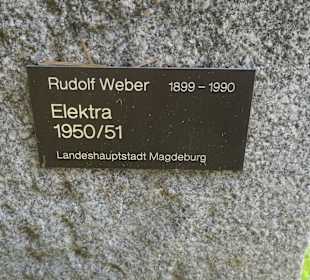 Rudolf Weber 1899 – 1990
Elektra
1950/51
Landeshauptstadt Magdeburg